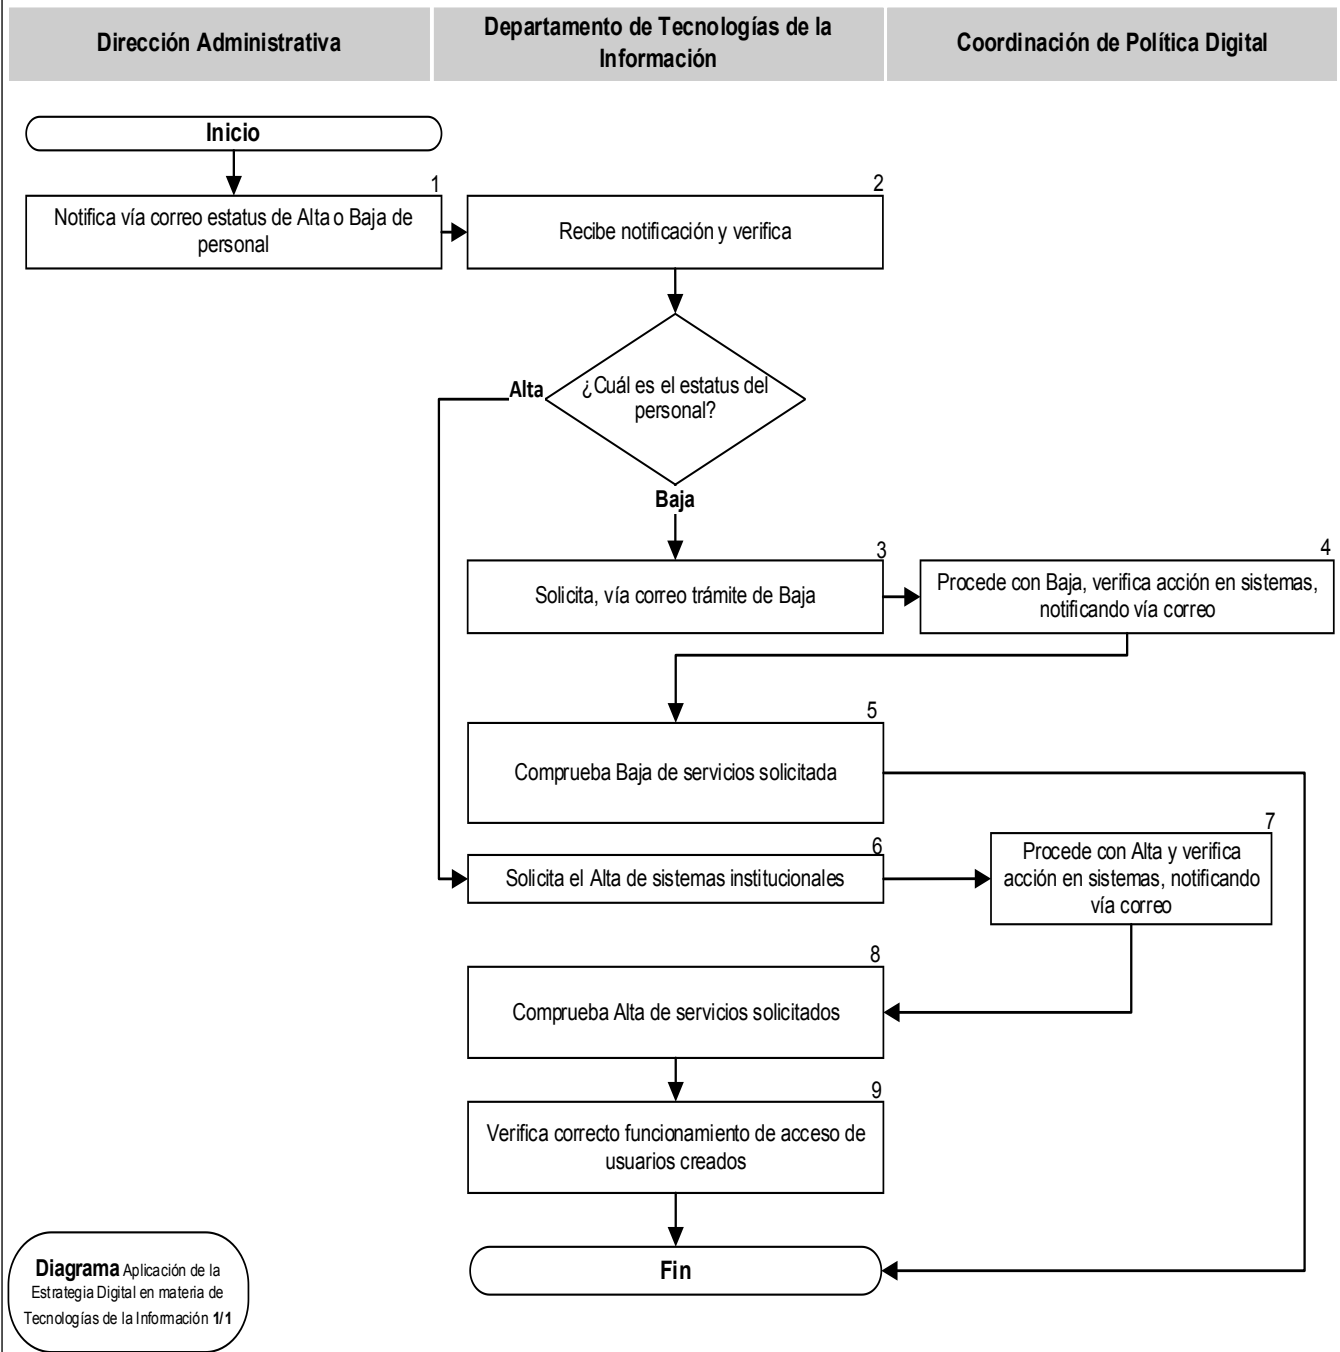 Dirección Administrativa
Departamento de Tecnologías de la
Información
Coordinación de Política Digital
Inicio
1
Notifica vía correo estatus de Alta o Baja de
personal
2
Recibe notificación y verifica
¿Cuál es el estatus del
personal?
Alta
Baja
3
Solicita, vía correo trámite de Baja
4
Procede con Baja, verifica acción en sistemas,
notificando vía correo
5
Comprueba Baja de servicios solicitada
6
Solicita el Alta de sistemas institucionales
7
Procede con Alta y verifica
acción en sistemas, notificando
vía correo
8
Comprueba Alta de servicios solicitados
9
Verifica correcto funcionamiento de acceso de
usuarios creados
Fin
Diagrama Aplicación de la
Estrategia Digital en materia de
Tecnologías de la Información 1/1